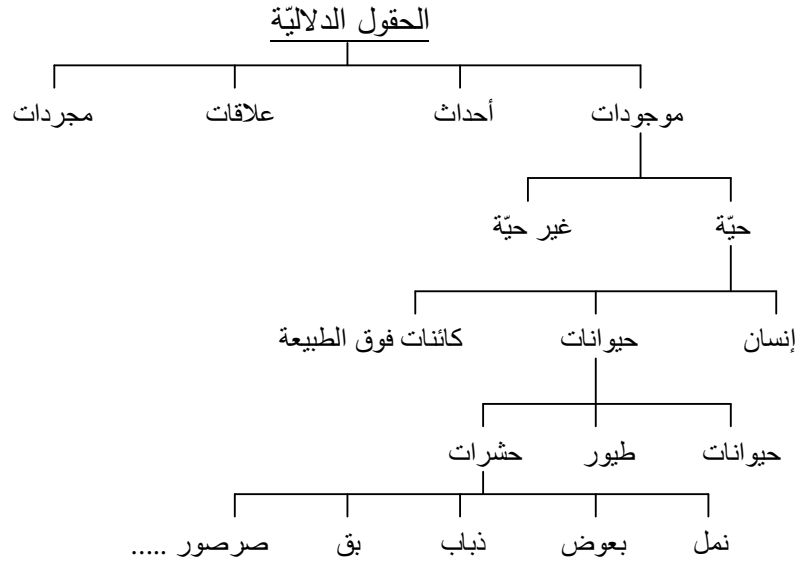 الحقول الدلاليّة
موجودات أحداث علاقات مجردات
حيّة غير حيّة
إنسان حيوانات كائنات فوق الطبيعة
حيوانات طيور حشرات
نمل بعوض ذباب بق صرصور .....